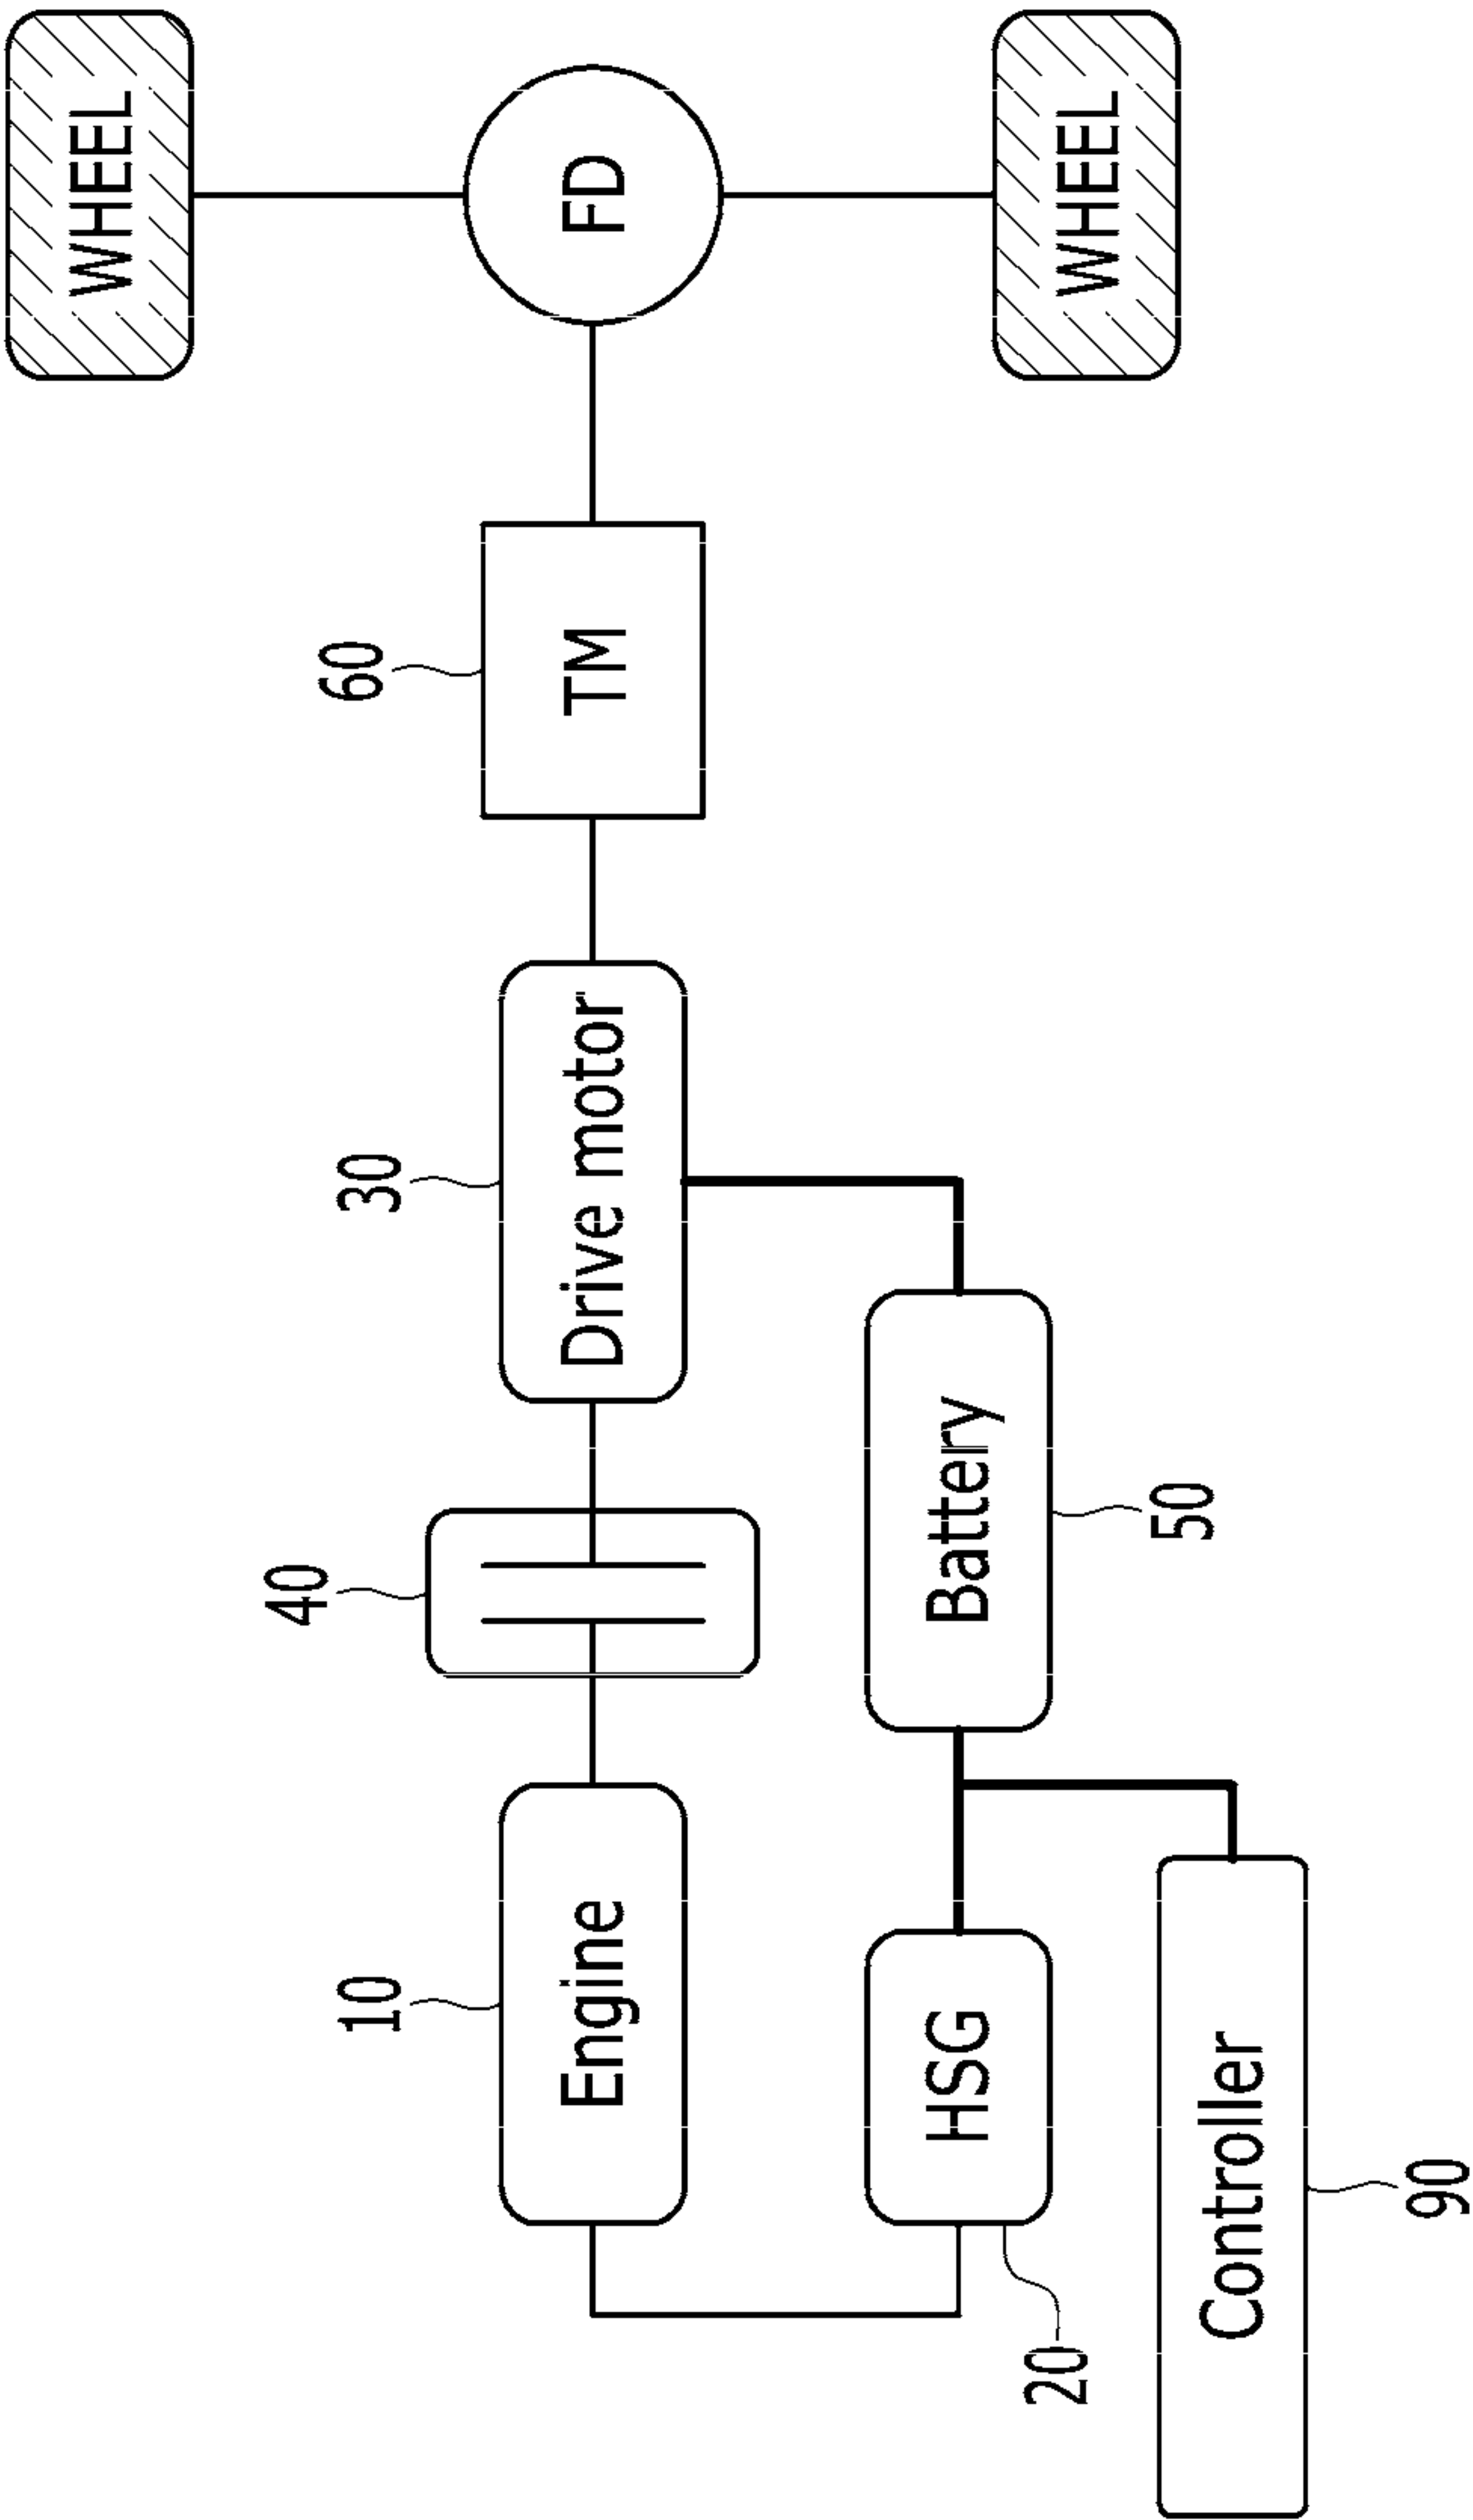 10
Engine
40
30
Drive motor
60
TM
FD
WHEEL
WHEEL
20
HSG
Battery
50
Controller
90